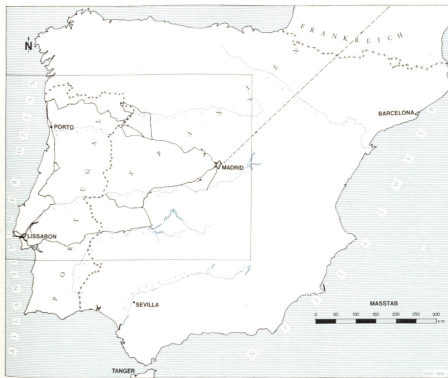 FRANKREICH
N
SPANIEN
BARCELONA
PORTO
MADRID
PORTUGAL
LISSABON
MASSTAB
0 50 100 150 200 250 300
km
SEVILLA
TANGER